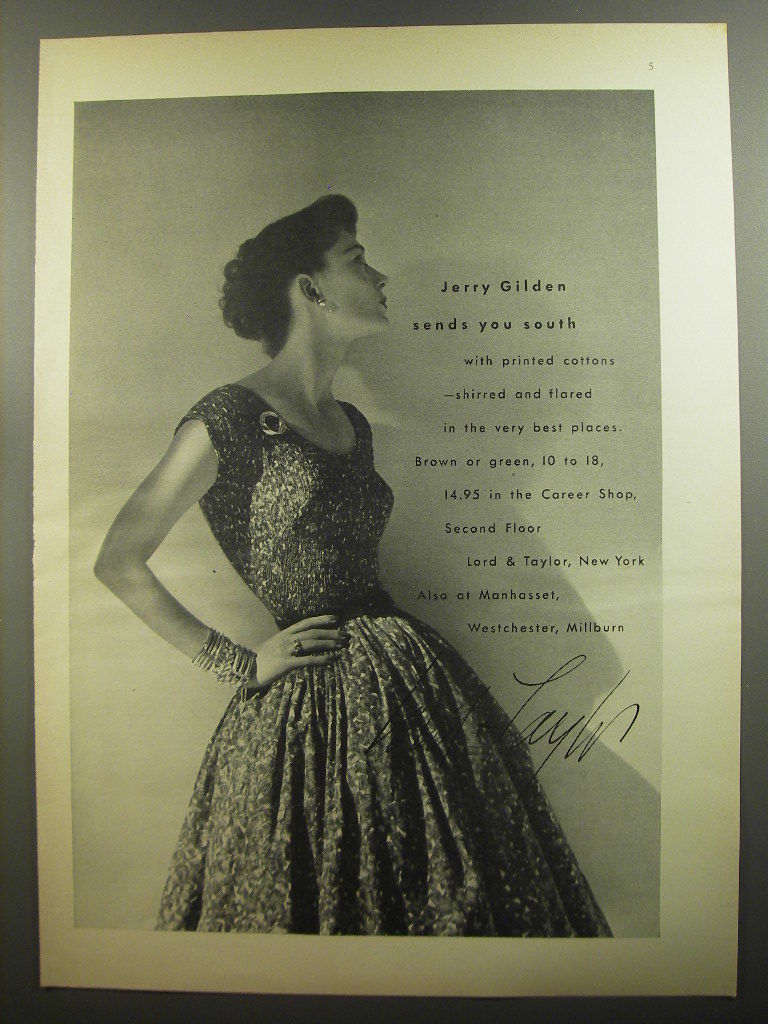 5
Jerry Gilden
sends you south
with printed cottons
—shirred and flared
in the very best places.
Brown or green, 10 to 18,
14.95 in the Career Shop,
Second Floor
Lord & Taylor, New York
Also at Manhasset,
Westchester, Millburn
Lord & Taylor